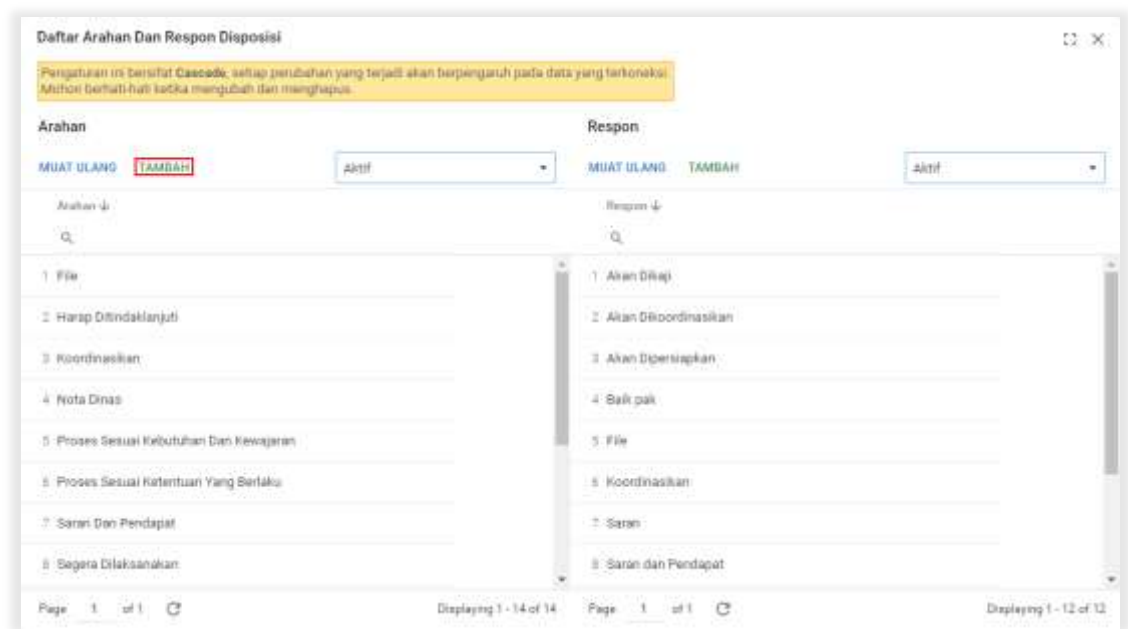 Daftar Arahan Dan Respon Disposisi
Pengaturan ini bersifat Cascade, setiap perubahan yang terjadi akan berpengaruh pada data yang terkoneksi.
Mohon berhati-hati ketika mengubah dan menghapus.
Arahan
MUAT ULANG TAMBAH Aktif
Arahan
1 File
2 Harap Ditindaklanjuti
3 Koordinasikan
4 Nota Dinas
5 Proses Sesuai Kebutuhan Dan Kewajaran
6 Proses Sesuai Ketentuan Yang Berlaku
7 Saran Dan Pendapat
8 Segera Dilaksanakan
Page 1 of 1 Displaying 1 - 14 of 14
Respon
MUAT ULANG TAMBAH Aktif
Respon
1 Akan Dikaji
2 Akan Dikoordinasikan
3 Akan Dipersiapkan
4 Baik pak
5 File
6 Koordinasikan
7 Saran
8 Saran dan Pendapat
Page 1 of 1 Displaying 1 - 12 of 12